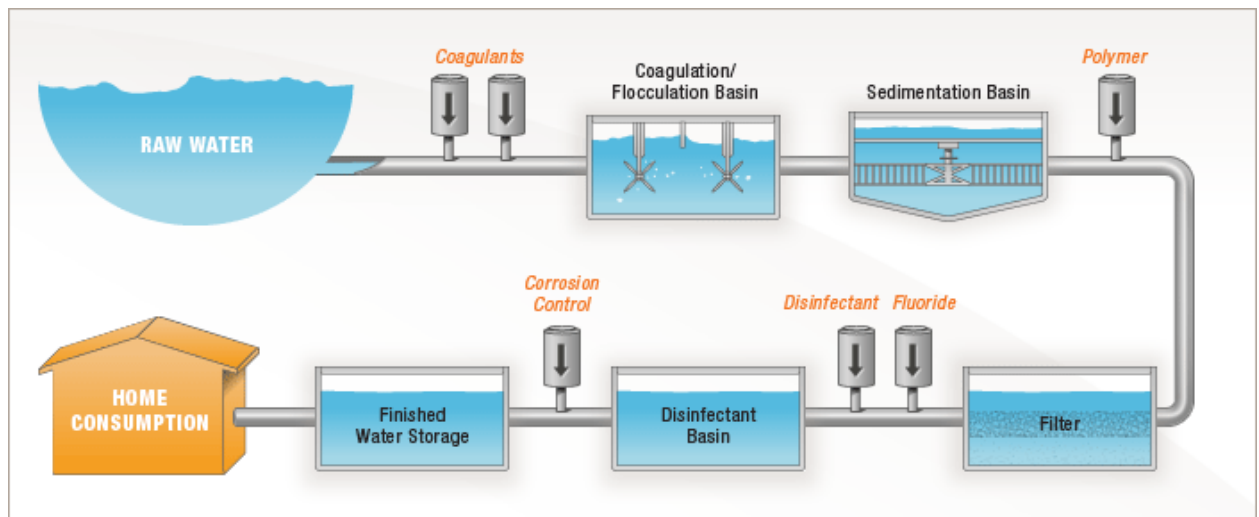 Coagulants
Coagulation/
Flocculation Basin
Sedimentation Basin
Polymer
RAW WATER
Corrosion
Control
Disinfectant
Fluoride
HOME
CONSUMPTION
Finished
Water Storage
Disinfectant
Basin
Filter